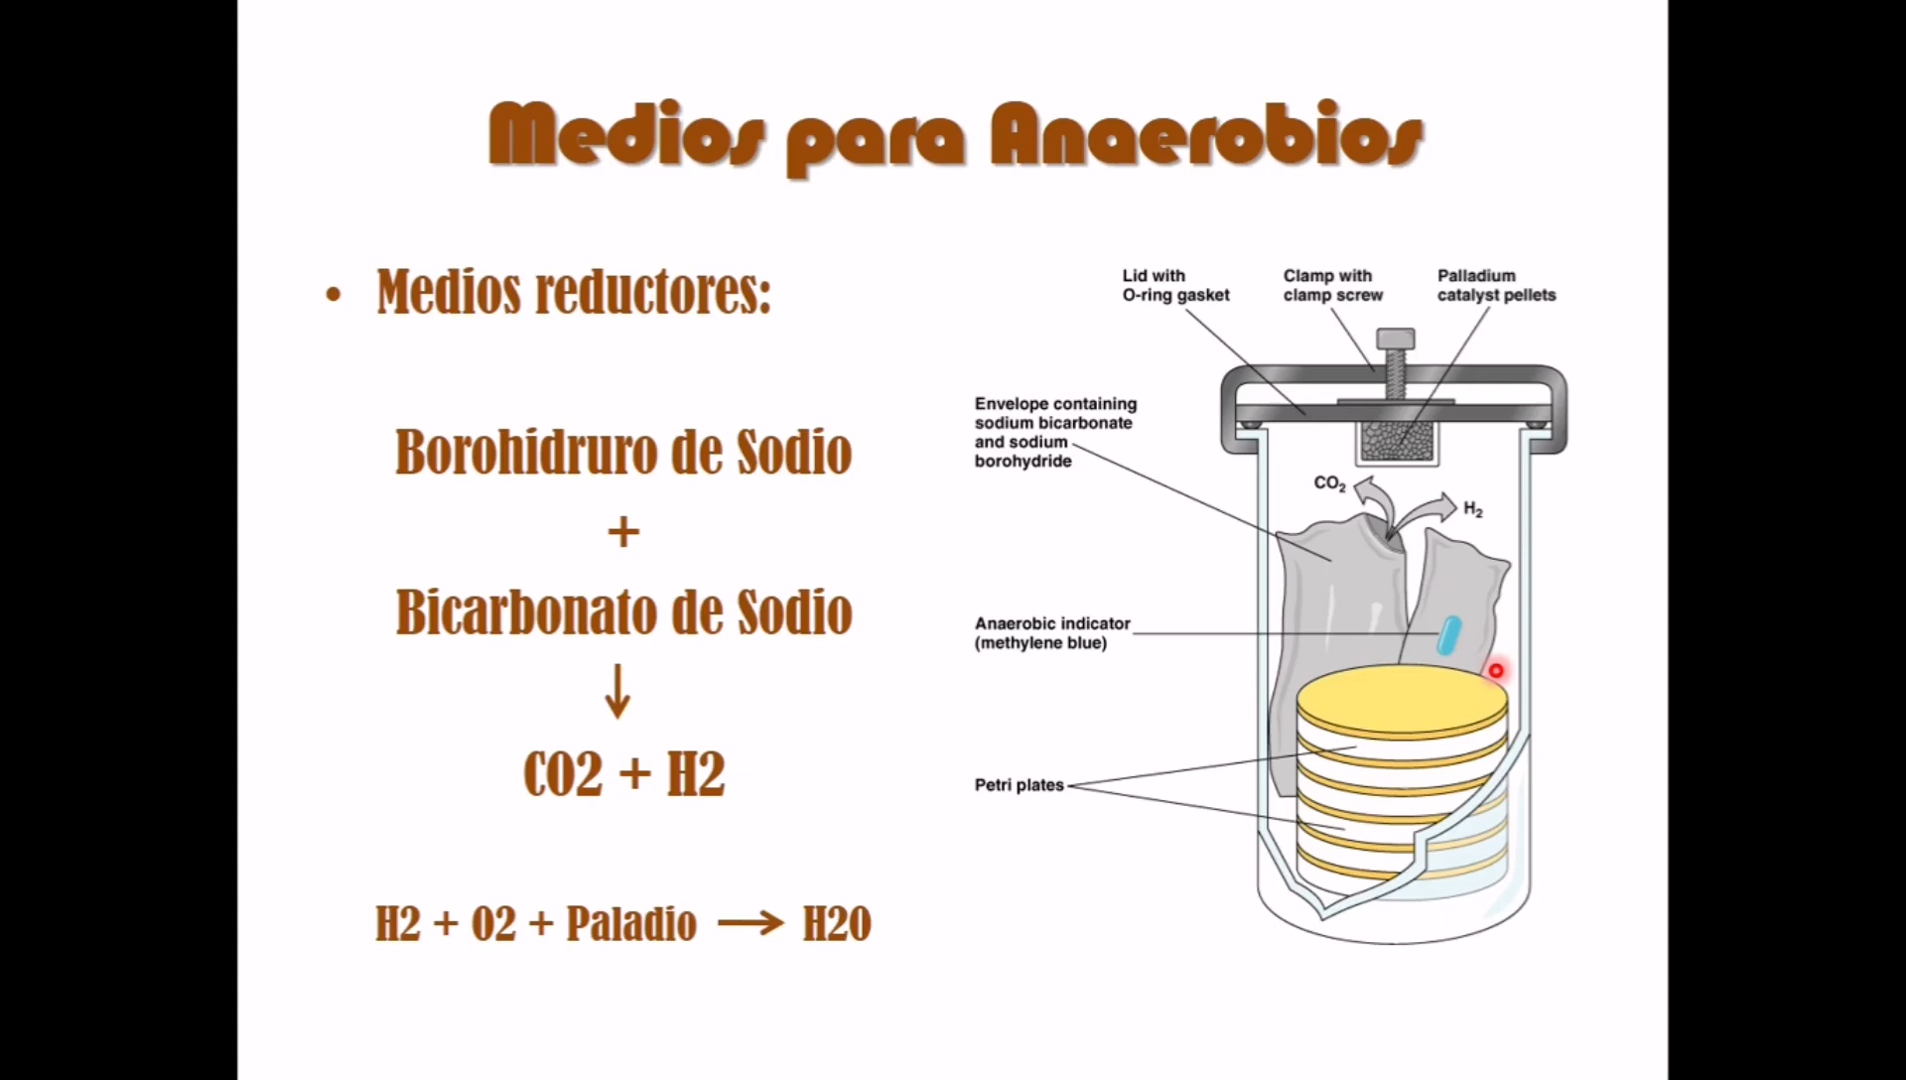 Medios para Anaerobios
• Medios reductores:
Borohidruro de Sodio
+
Bicarbonato de Sodio
↓
CO2 + H2
H2 + O2 + Paladio → H2O
Lid with
O-ring gasket
Clamp with
clamp screw
Palladium
catalyst pellets
Envelope containing
sodium bicarbonate
and sodium
borohydride
CO₂
H₂
Anaerobic indicator
(methylene blue)
Petri plates